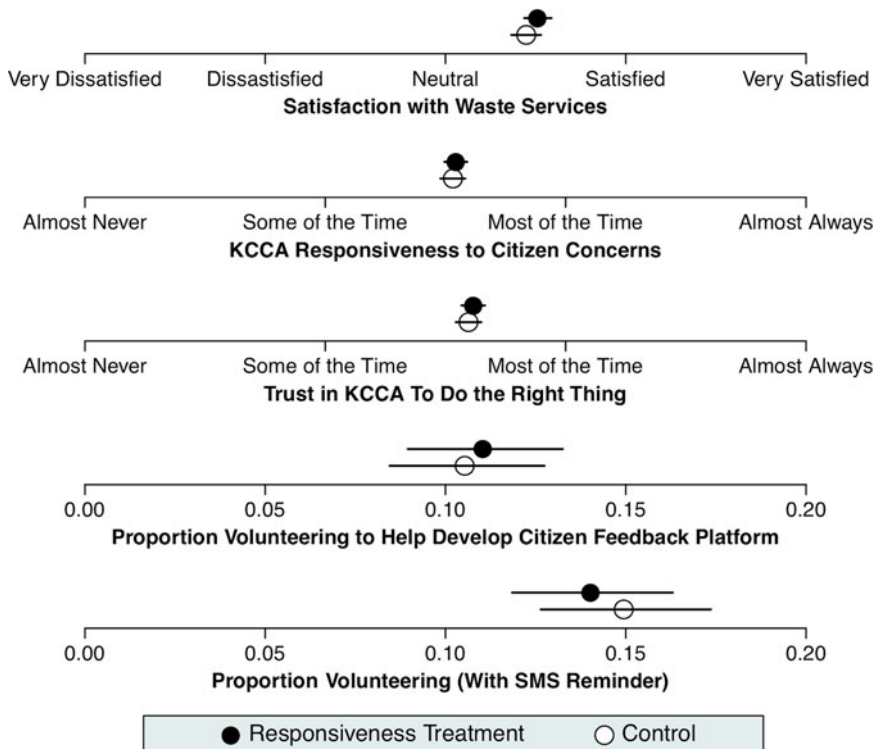 Very Dissatisfied Dissastisfied Neutral Satisfied Very Satisfied
Satisfaction with Waste Services
Almost Never Some of the Time Most of the Time Almost Always
KCCA Responsiveness to Citizen Concerns
Almost Never Some of the Time Most of the Time Almost Always
Trust in KCCA To Do the Right Thing
0.00 0.05 0.10 0.15 0.20
Proportion Volunteering to Help Develop Citizen Feedback Platform
0.00 0.05 0.10 0.15 0.20
Proportion Volunteering (With SMS Reminder)
Responsiveness Treatment Control